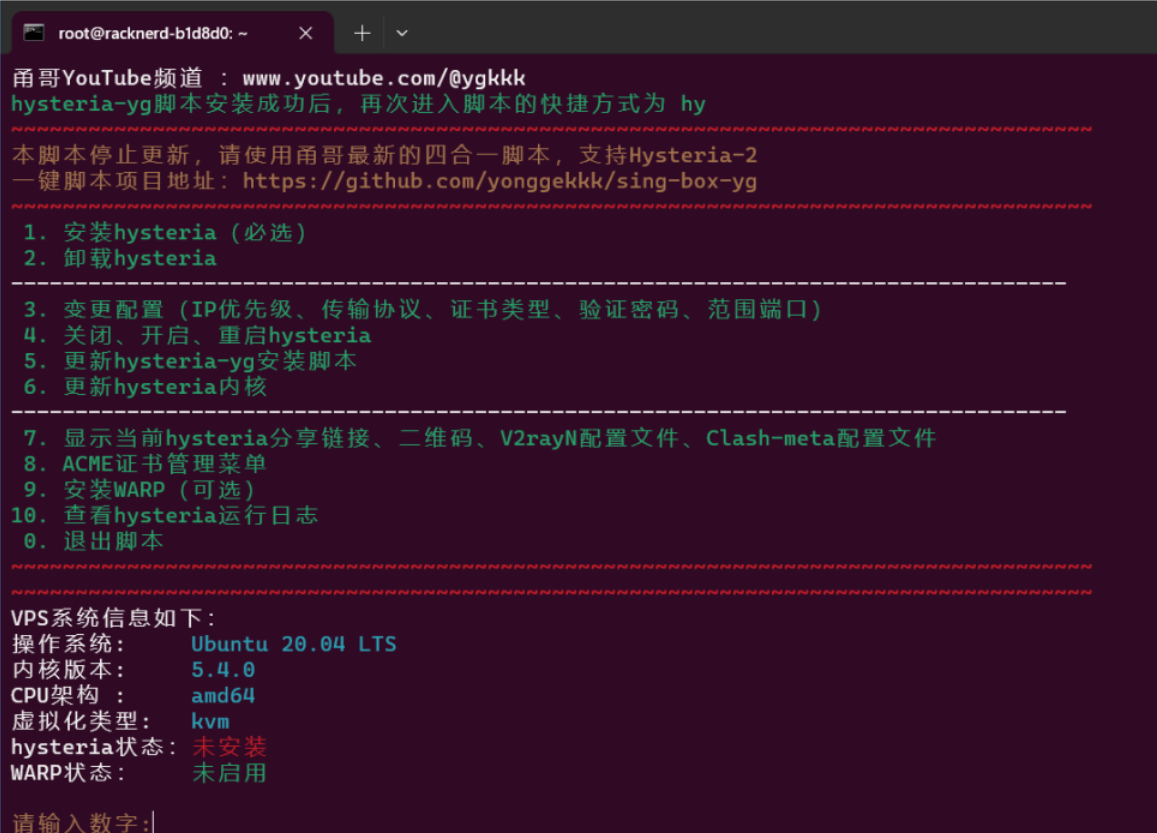 root@racknerd-b1d8d0: ~
甬哥YouTube频道 ：www.youtube.com/@ygkkk
hysteria-yg脚本安装成功后，再次进入脚本的快捷方式为 hy
~~~~~~~~~~~~~~~~~~~~~~~~~~~~~~~~~~~~~~~~~~~~~~~~~~~~~~~~~~~~~~~~~~~~~~~~~~~~~~~~~~~~
本脚本停止更新，请使用甬哥最新的四合一脚本，支持Hysteria-2
一键脚本项目地址：https://github.com/yonggekkk/sing-box-yg
~~~~~~~~~~~~~~~~~~~~~~~~~~~~~~~~~~~~~~~~~~~~~~~~~~~~~~~~~~~~~~~~~~~~~~~~~~~~~~~~~~~~
1. 安装hysteria（必选）
2. 卸载hysteria
----------------------------------------------------------------------------------
3. 变更配置（IP优先级、传输协议、证书类型、验证密码、范围端口）
4. 关闭、开启、重启hysteria
5. 更新hysteria-yg安装脚本
6. 更新hysteria内核
----------------------------------------------------------------------------------
7. 显示当前hysteria分享链接、二维码、V2rayN配置文件、Clash-meta配置文件
8. ACME证书管理菜单
9. 安装WARP（可选）
10. 查看hysteria运行日志
0. 退出脚本
~~~~~~~~~~~~~~~~~~~~~~~~~~~~~~~~~~~~~~~~~~~~~~~~~~~~~~~~~~~~~~~~~~~~~~~~~~~~~~~~~~~~
~~~~~~~~~~~~~~~~~~~~~~~~~~~~~~~~~~~~~~~~~~~~~~~~~~~~~~~~~~~~~~~~~~~~~~~~~~~~~~~~~~~~
VPS系统信息如下：
操作系统: Ubuntu 20.04 LTS
内核版本: 5.4.0
CPU架构 : amd64
虚拟化类型: kvm
hysteria状态：未安装
WARP状态： 未启用
请输入数字: